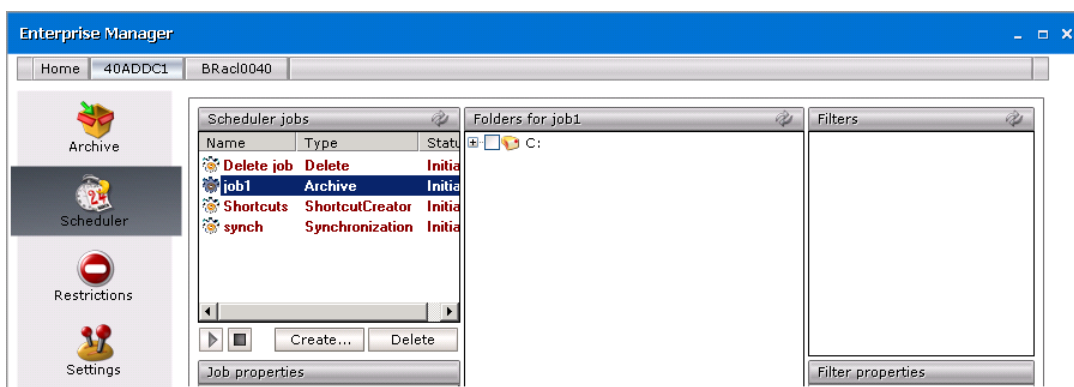 Enterprise Manager
Home 40ADDC1 BRacl0040
Archive
Scheduler
Restrictions
Settings
Scheduler jobs
Name Type Statu
Delete job Delete Initia
job1 Archive Initia
Shortcuts ShortcutCreator Initia
synch Synchronization Initia
Create... Delete
Job properties
Folders for job1
C:
Filters
Filter properties